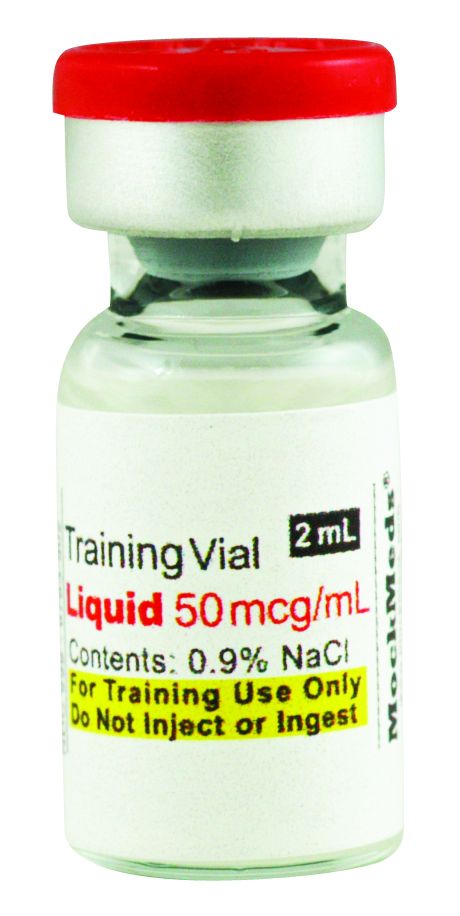 2 mL
Training Vial
Liquid 50 mcg/mL
Contents: 0.9% NaCl
For Training Use Only
Do Not Inject or Ingest
MockMeds®